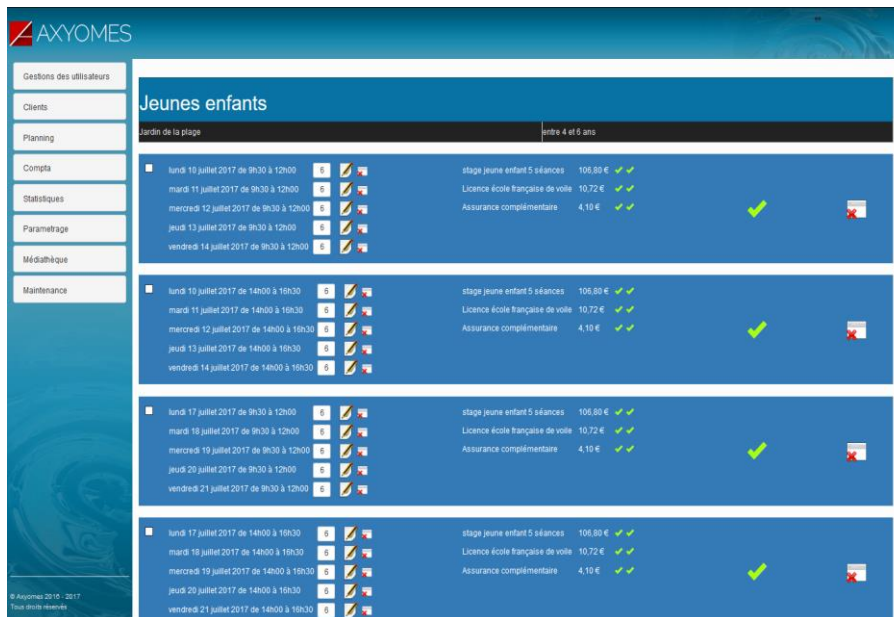 AXYOMES
Gestions des utilisateurs
Clients
Planning
Compta
Statistiques
Parametrage
Médiathèque
Maintenance
© Axyomes 2016 - 2017
Tous droits réservés
Jeunes enfants
Jardin de la plage entre 4 et 6 ans
lundi 10 juillet 2017 de 9h30 à 12h00 6 stage jeune enfant 5 séances 106,80 €
mardi 11 juillet 2017 de 9h30 à 12h00 6 Licence école française de voile 10,72 €
mercredi 12 juillet 2017 de 9h30 à 12h00 6 Assurance complémentaire 4,10 €
jeudi 13 juillet 2017 de 9h30 à 12h00 6
vendredi 14 juillet 2017 de 9h30 à 12h00 6
lundi 10 juillet 2017 de 14h00 à 16h30 6 stage jeune enfant 5 séances 106,80 €
mardi 11 juillet 2017 de 14h00 à 16h30 6 Licence école française de voile 10,72 €
mercredi 12 juillet 2017 de 14h00 à 16h30 6 Assurance complémentaire 4,10 €
jeudi 13 juillet 2017 de 14h00 à 16h30 6
vendredi 14 juillet 2017 de 14h00 à 16h30 6
lundi 17 juillet 2017 de 9h30 à 12h00 6 stage jeune enfant 5 séances 106,80 €
mardi 18 juillet 2017 de 9h30 à 12h00 6 Licence école française de voile 10,72 €
mercredi 19 juillet 2017 de 9h30 à 12h00 6 Assurance complémentaire 4,10 €
jeudi 20 juillet 2017 de 9h30 à 12h00 6
vendredi 21 juillet 2017 de 9h30 à 12h00 6
lundi 17 juillet 2017 de 14h00 à 16h30 6 stage jeune enfant 5 séances 106,80 €
mardi 18 juillet 2017 de 14h00 à 16h30 6 Licence école française de voile 10,72 €
mercredi 19 juillet 2017 de 14h00 à 16h30 6 Assurance complémentaire 4,10 €
jeudi 20 juillet 2017 de 14h00 à 16h30 6
vendredi 21 juillet 2017 de 14h00 à 16h30 6